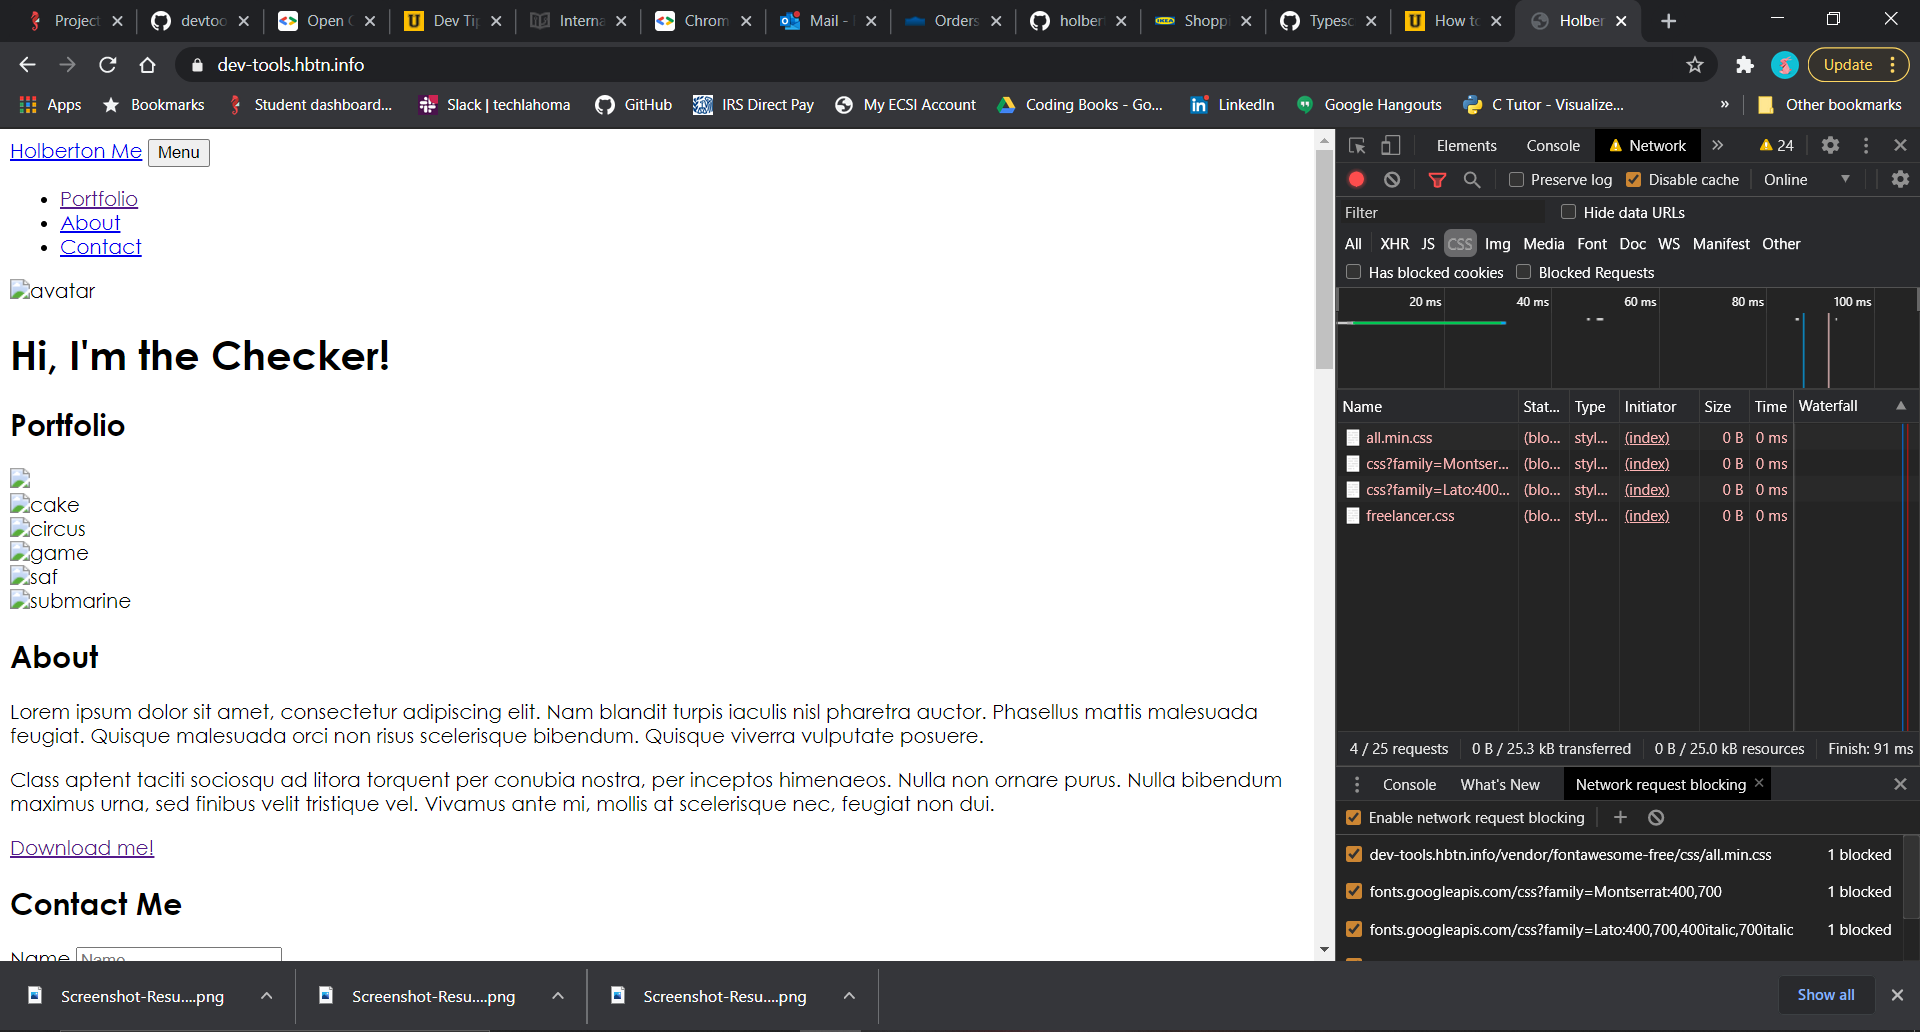 Project
devtoo
Open C
Dev Tip
Interna
Chrom
Mail -
Orders
holbert
Shoppi
Typesc
How to
Holber
dev-tools.hbtn.info
Update
Apps
Bookmarks
Student dashboard...
Slack | techlahoma
GitHub
IRS Direct Pay
My ECSI Account
Coding Books - Go...
LinkedIn
Google Hangouts
C Tutor - Visualize...
»
Other bookmarks
Holberton Me Menu
Portfolio
About
Contact
avatar
Hi, I'm the Checker!
Portfolio
cake
circus
game
saf
submarine
About
Lorem ipsum dolor sit amet, consectetur adipiscing elit. Nam blandit turpis iaculis nisl pharetra auctor. Phasellus mattis malesuada
feugiat. Quisque malesuada orci non risus scelerisque bibendum. Quisque viverra vulputate posuere.
Class aptent taciti sociosqu ad litora torquent per conubia nostra, per inceptos himenaeos. Nulla non ornare purus. Nulla bibendum
maximus urna, sed finibus velit tristique vel. Vivamus ante mi, mollis at scelerisque nec, feugiat non dui.
Download me!
Contact Me
Name Name
Elements Console Network » 24
Preserve log Disable cache Online
Filter Hide data URLs
All XHR JS CSS Img Media Font Doc WS Manifest Other
Has blocked cookies Blocked Requests
20 ms 40 ms 60 ms 80 ms 100 ms
Name Stat... Type Initiator Size Time Waterfall
all.min.css (blo... styl... (index) 0 B 0 ms
css?family=Montser... (blo... styl... (index) 0 B 0 ms
css?family=Lato:400... (blo... styl... (index) 0 B 0 ms
freelancer.css (blo... styl... (index) 0 B 0 ms
4 / 25 requests 0 B / 25.3 kB transferred 0 B / 25.0 kB resources Finish: 91 ms
Console What's New Network request blocking
Enable network request blocking
dev-tools.hbtn.info/vendor/fontawesome-free/css/all.min.css 1 blocked
fonts.googleapis.com/css?family=Montserrat:400,700 1 blocked
fonts.googleapis.com/css?family=Lato:400,700,400italic,700italic 1 blocked
Screenshot-Resu....png
Screenshot-Resu....png
Screenshot-Resu....png
Show all